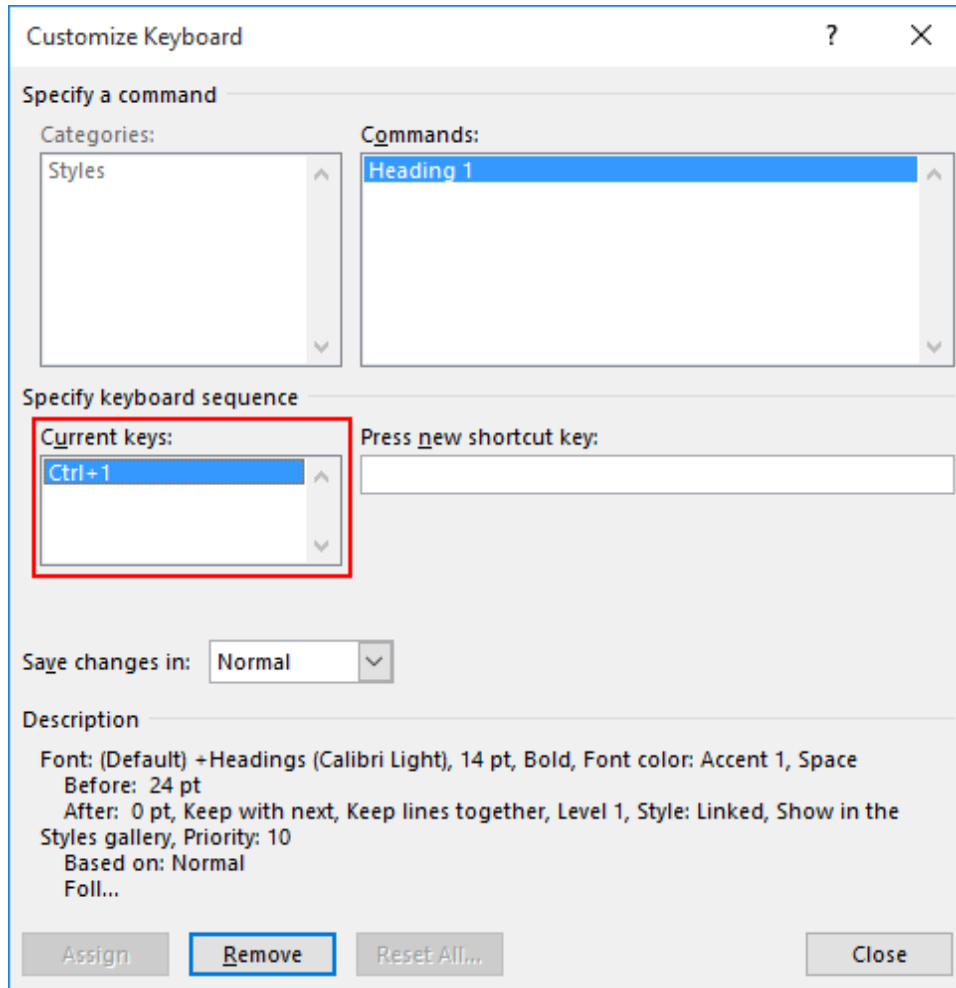 Customize Keyboard
Specify a command
Categories:
Commands:
Styles
Heading 1
Specify keyboard sequence
Current keys:
Press new shortcut key:
Ctrl+1
Save changes in: Normal
Description
Font: (Default) +Headings (Calibri Light), 14 pt, Bold, Font color: Accent 1, Space
Before: 24 pt
After: 0 pt, Keep with next, Keep lines together, Level 1, Style: Linked, Show in the
Styles gallery, Priority: 10
Based on: Normal
Foll...
Assign
Remove
Reset All...
Close